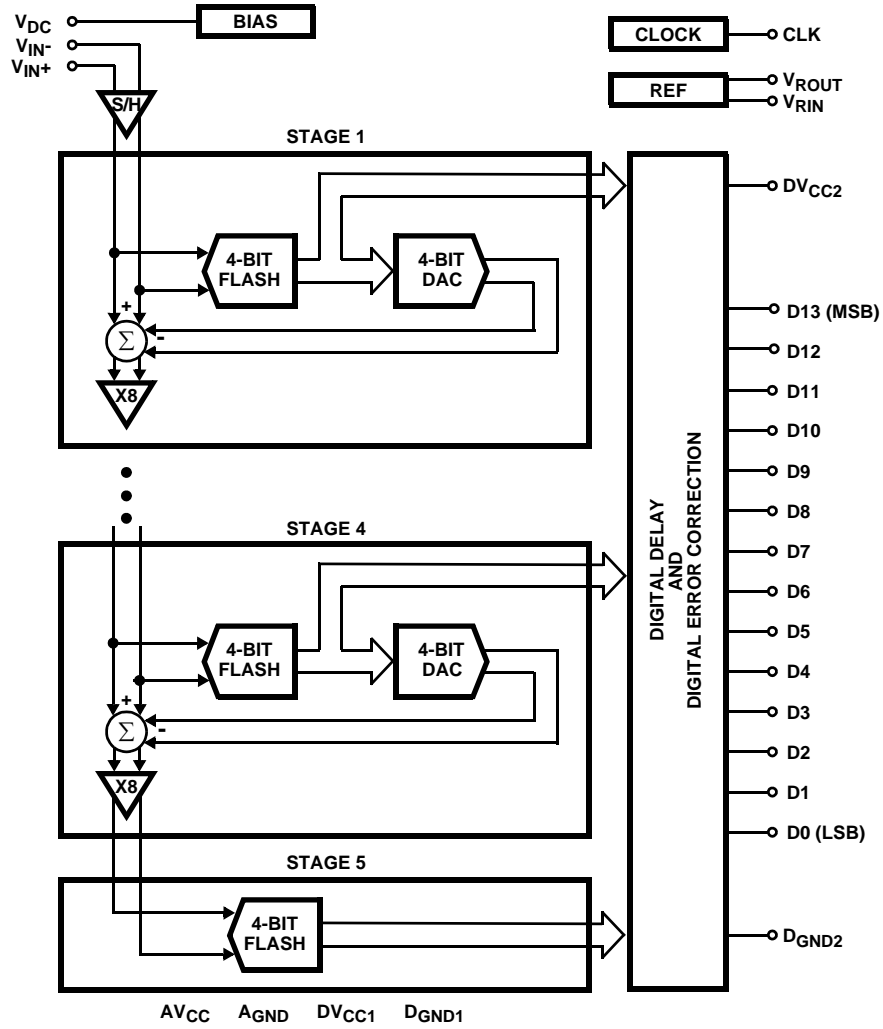 VDC
BIAS
VIN-
VIN+
S/H
CLOCK
CLK
REF
VROUT
VRIN
STAGE 1
4-BIT
FLASH
4-BIT
DAC
+
-
Σ
X8
STAGE 4
4-BIT
FLASH
4-BIT
DAC
+
-
Σ
X8
STAGE 5
4-BIT
FLASH
AVCC AGND DVCC1 DGND1
DIGITAL DELAY
AND
DIGITAL ERROR CORRECTION
DVCC2
D13 (MSB)
D12
D11
D10
D9
D8
D7
D6
D5
D4
D3
D2
D1
D0 (LSB)
DGND2